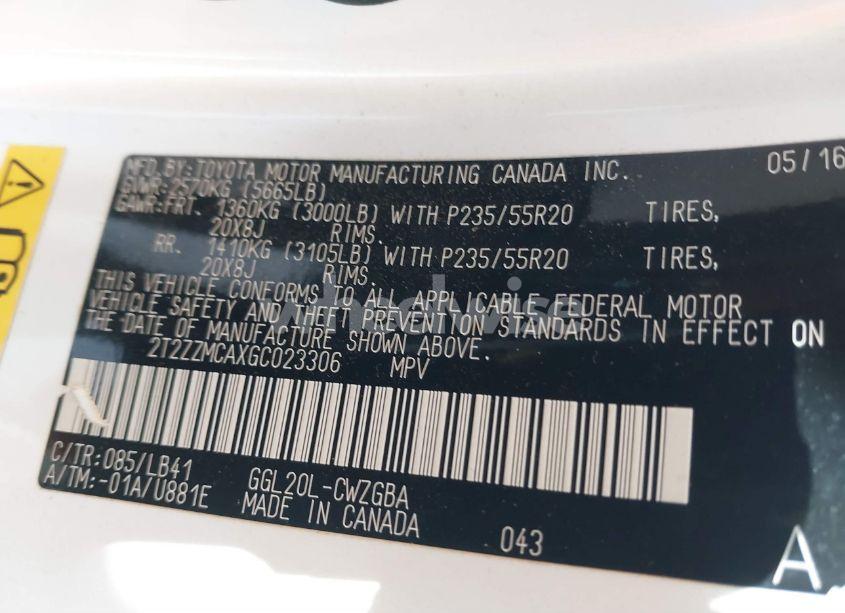 MFD.BY:TOYOTA MOTOR MANUFACTURING CANADA INC. 05/16
GVWR:2570KG (5665LB)
GAWR:FRT. 1360KG (3000LB) WITH P235/55R20 TIRES,
20X8J RIMS.
RR. 1410KG (3105LB) WITH P235/55R20 TIRES,
20X8J RIMS.
THIS VEHICLE CONFORMS TO ALL APPLICABLE FEDERAL MOTOR
VEHICLE SAFETY AND THEFT PREVENTION STANDARDS IN EFFECT ON
THE DATE OF MANUFACTURE SHOWN ABOVE.
2T2ZZMCAXGC023306 MPV
C/TR:085/LB41
A/TM:-01A/U881E GGL20L-CWZGBA
MADE IN CANADA 043
A